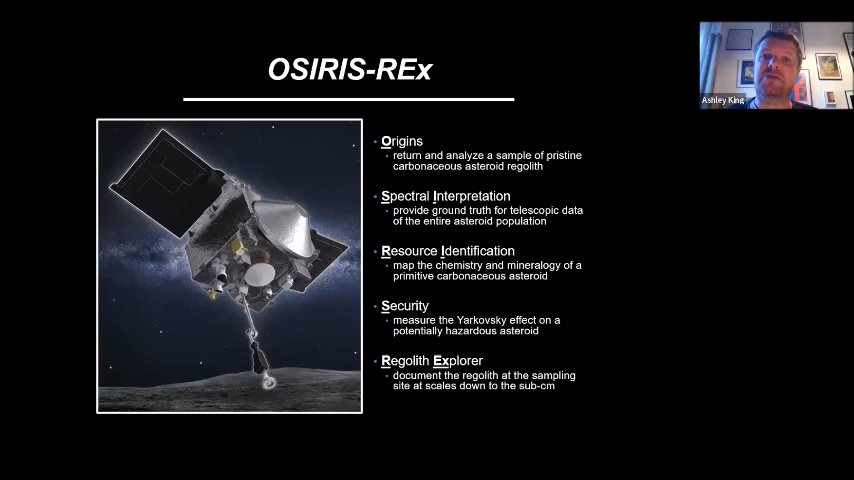 OSIRIS-REx
Ashley King
Origins
return and analyze a sample of pristine
carbonaceous asteroid regolith
Spectral Interpretation
provide ground truth for telescopic data
of the entire asteroid population
Resource Identification
map the chemistry and mineralogy of a
primitive carbonaceous asteroid
Security
measure the Yarkovsky effect on a
potentially hazardous asteroid
Regolith Explorer
document the regolith at the sampling
site at scales down to the sub-cm